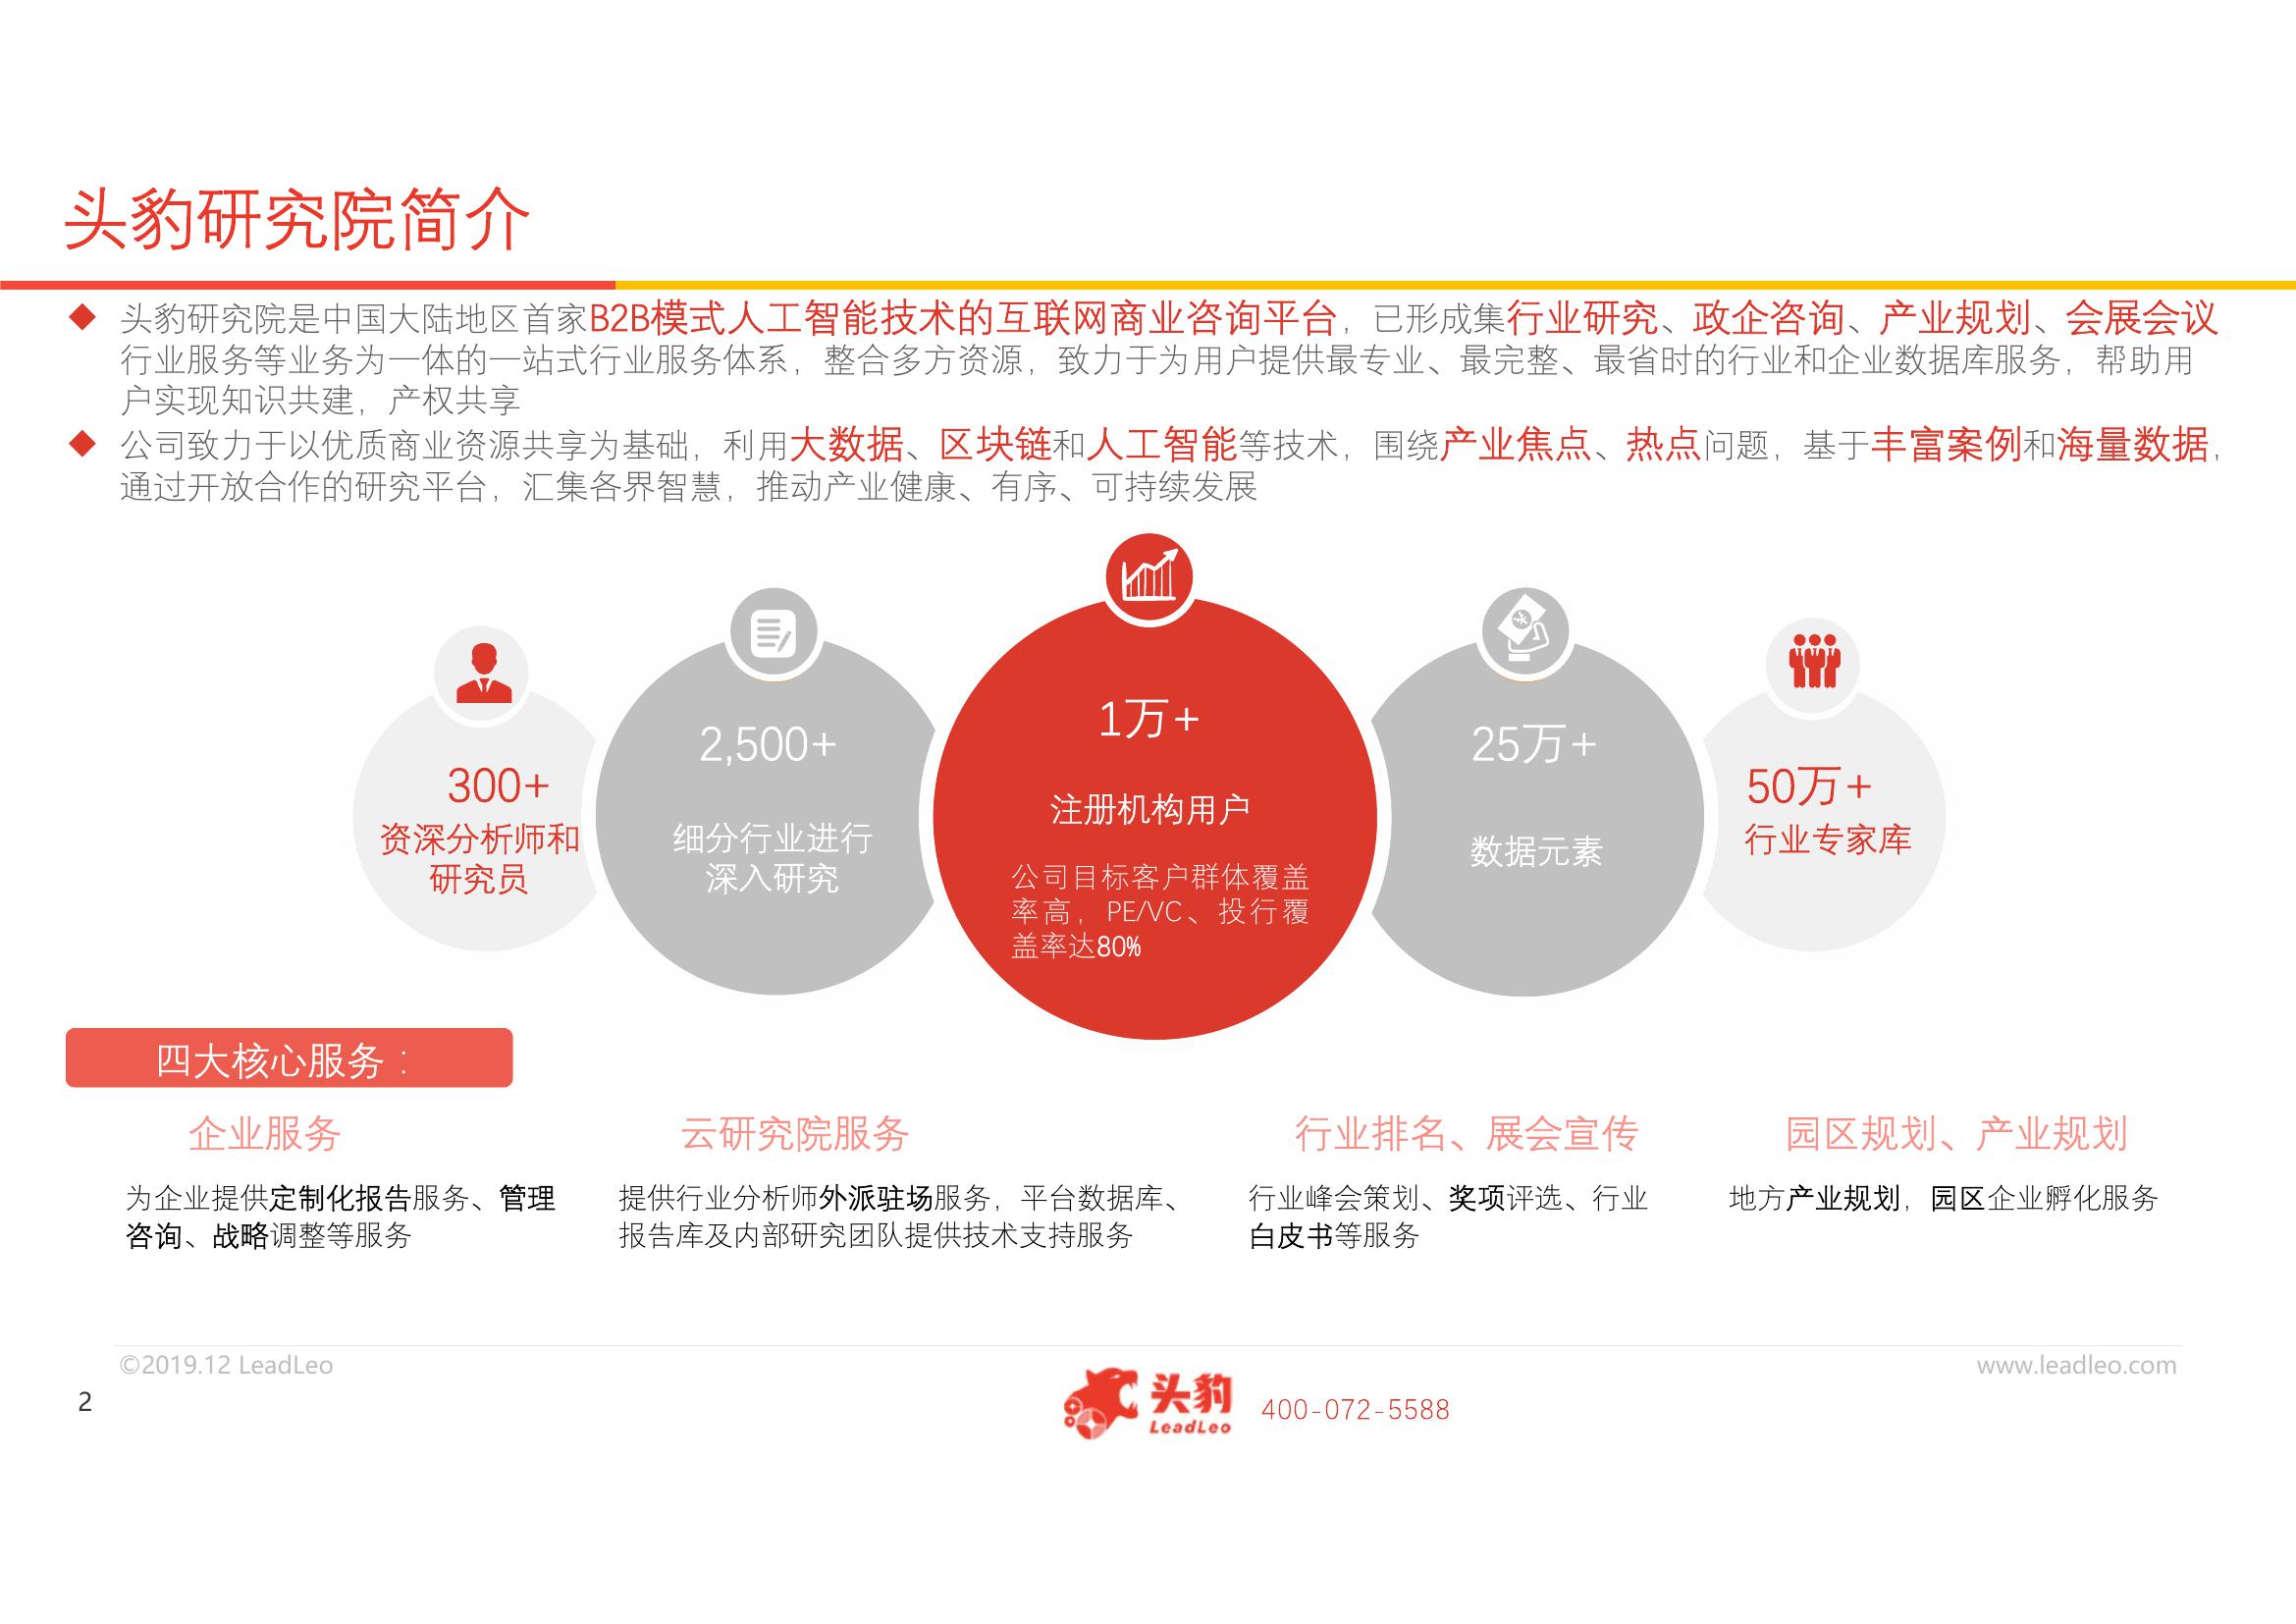 头豹研究院简介
头豹研究院是中国大陆地区首家B2B模式人工智能技术的互联网商业咨询平台，已形成集行业研究、政企咨询、产业规划、会展会议
行业服务等业务为一体的一站式行业服务体系，整合多方资源，致力于为用户提供最专业、最完整、最省时的行业和企业数据库服务，帮助用
户实现知识共建，产权共享
公司致力于以优质商业资源共享为基础，利用大数据、区块链和人工智能等技术，围绕产业焦点、热点问题，基于丰富案例和海量数据，
通过开放合作的研究平台，汇集各界智慧，推动产业健康、有序、可持续发展
300+
资深分析师和
研究员
2,500+
细分行业进行
深入研究
1万+
注册机构用户
公司目标客户群体覆盖
率高，PE/VC、投行覆
盖率达80%
25万+
数据元素
50万+
行业专家库
四大核心服务：
企业服务
为企业提供定制化报告服务、管理
咨询、战略调整等服务
云研究院服务
提供行业分析师外派驻场服务，平台数据库、
报告库及内部研究团队提供技术支持服务
行业排名、展会宣传
行业峰会策划、奖项评选、行业
白皮书等服务
园区规划、产业规划
地方产业规划，园区企业孵化服务
©2019.12 LeadLeo
www.leadleo.com
2
头豹
LeadLeo
400-072-5588